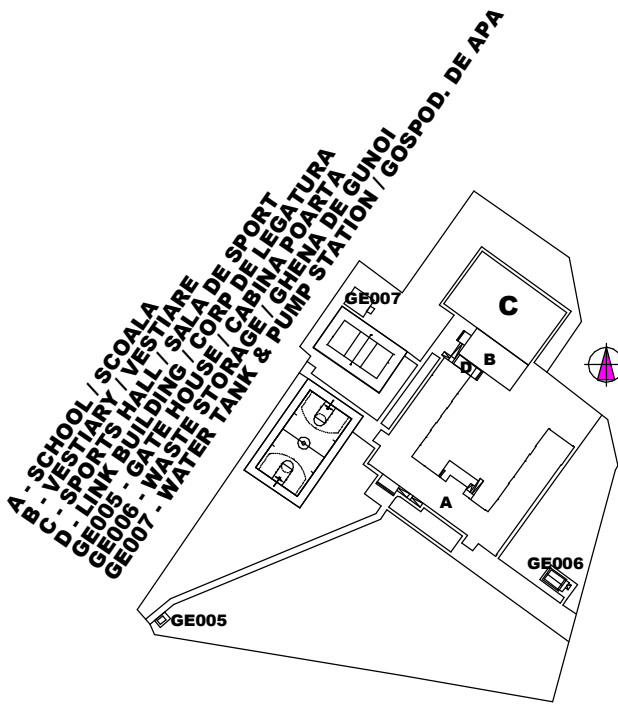 A - SCHOOL / SCOALA
B - VESTIARY / VESTIARE
C - SPORTS HALL / SALA DE SPORT
D - LINK BUILDING / CORP DE LEGATURA
GE005 - GATE HOUSE / CABINA POARTA
GE006 - WASTE STORAGE / GHENA DE GUNOI
GE007 - WATER TANK & PUMP STATION / GOSPOD. DE APA
GE007
C
B
D
A
GE006
GE005